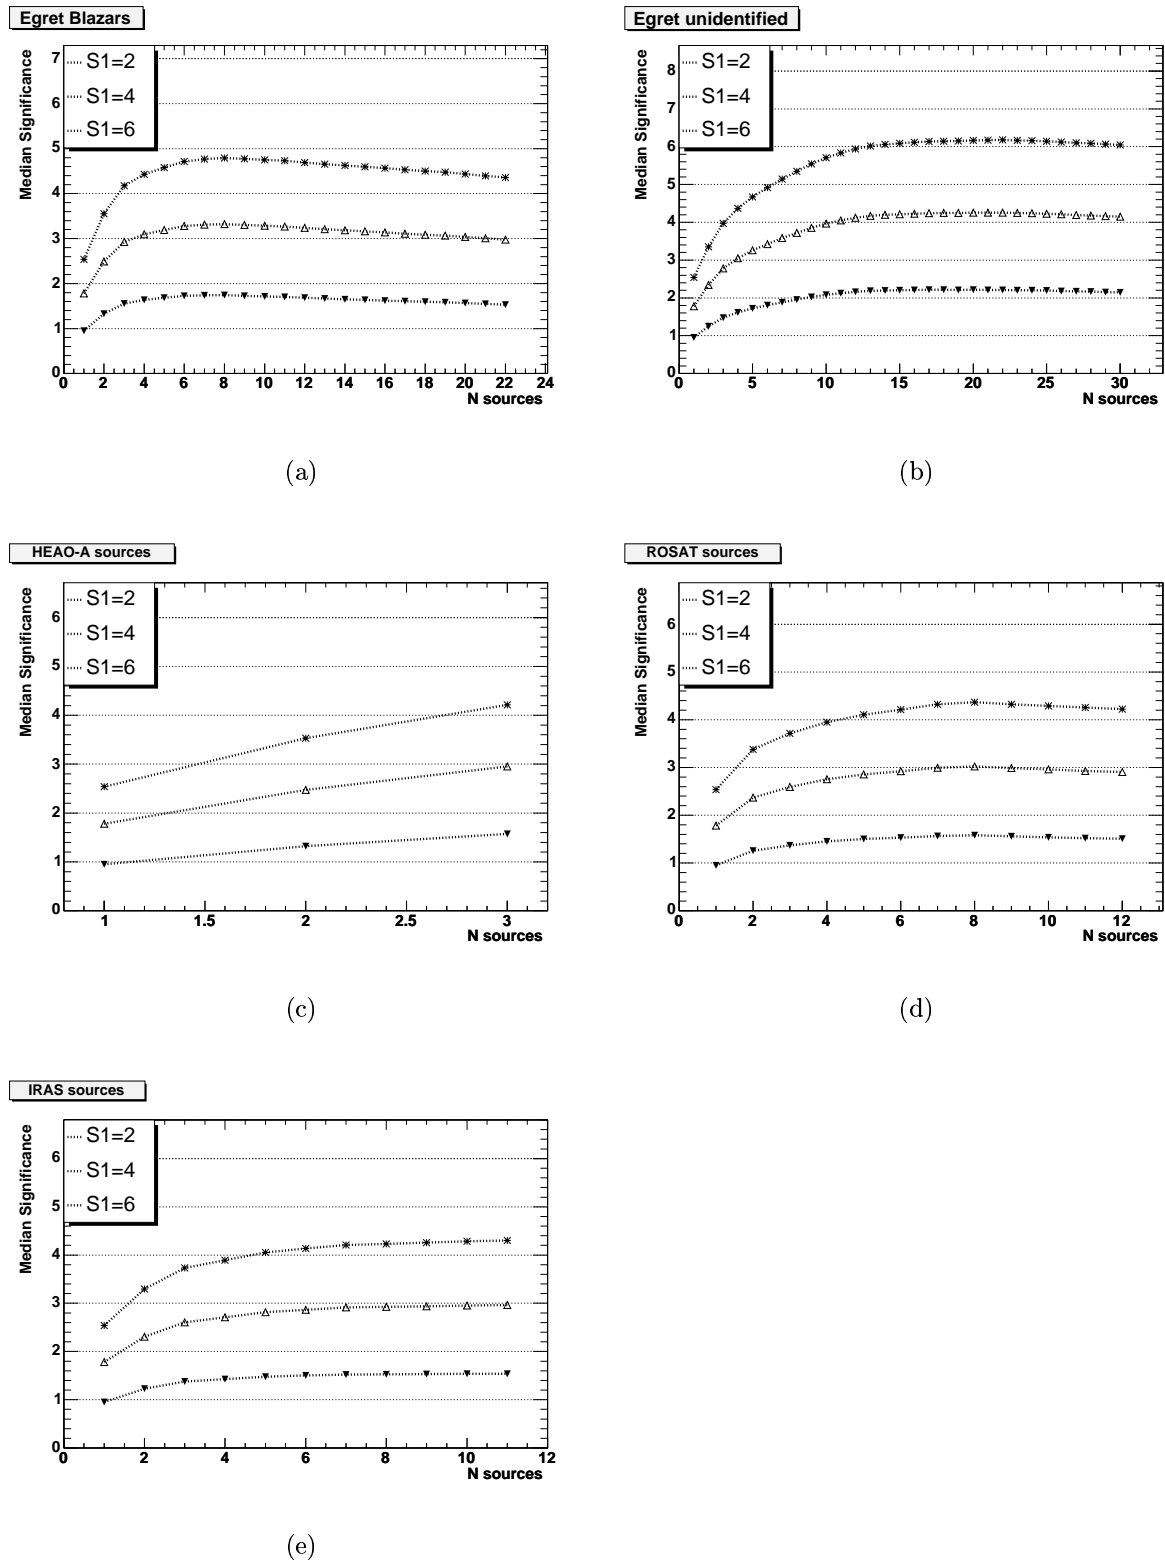 Egret Blazars
Median Significance
S1=2
S1=4
S1=6
7
6
5
4
3
2
1
0
0 2 4 6 8 10 12 14 16 18 20 22 24
N sources
(a)
Egret unidentified
Median Significance
S1=2
S1=4
S1=6
8
7
6
5
4
3
2
1
0
0 5 10 15 20 25 30
N sources
(b)
HEAO-A sources
Median Significance
S1=2
S1=4
S1=6
6
5
4
3
2
1
0
1 1.5 2 2.5 3
N sources
(c)
ROSAT sources
Median Significance
S1=2
S1=4
S1=6
6
5
4
3
2
1
0
0 2 4 6 8 10 12
N sources
(d)
IRAS sources
Median Significance
S1=2
S1=4
S1=6
6
5
4
3
2
1
0
0 2 4 6 8 10 12
N sources
(e)